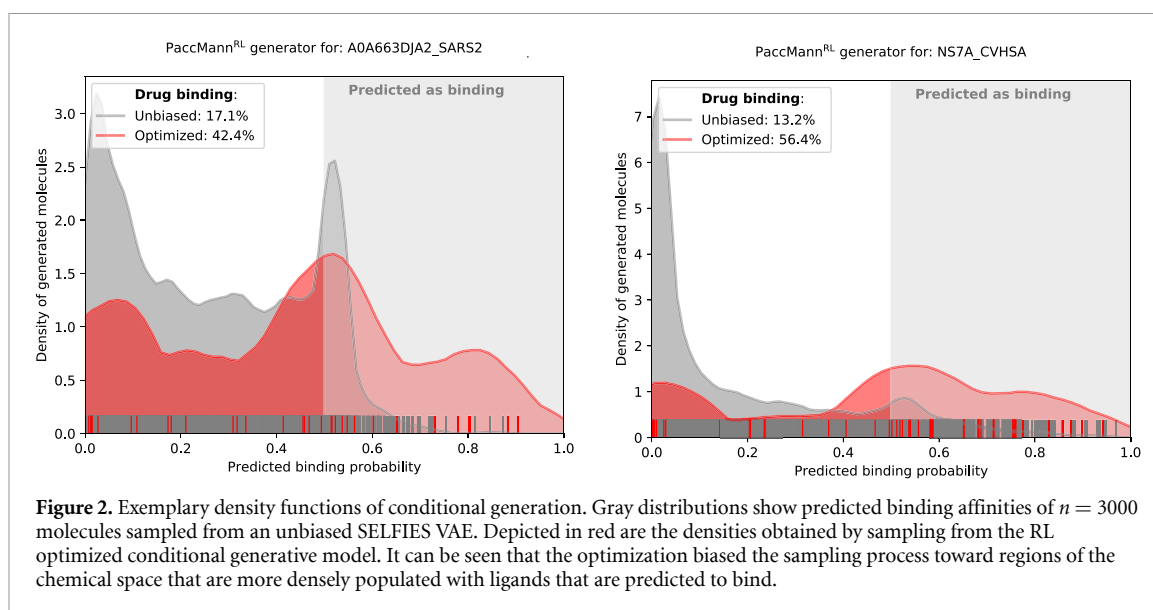 PaccMann^RL generator for: A0A663DJA2_SARS2
Drug binding:
Unbiased: 17.1%
Optimized: 42.4%
Predicted as binding
Density of generated molecules
3.0
2.5
2.0
1.5
1.0
0.5
0.0
0.0 0.2 0.4 0.6 0.8 1.0
Predicted binding probability
PaccMann^RL generator for: NS7A_CVHSA
Drug binding:
Unbiased: 13.2%
Optimized: 56.4%
Predicted as binding
Density of generated molecules
7
6
5
4
3
2
1
0
0.0 0.2 0.4 0.6 0.8 1.0
Predicted binding probability
Figure 2. Exemplary density functions of conditional generation. Gray distributions show predicted binding affinities of n = 3000
molecules sampled from an unbiased SELFIES VAE. Depicted in red are the densities obtained by sampling from the RL
optimized conditional generative model. It can be seen that the optimization biased the sampling process toward regions of the
chemical space that are more densely populated with ligands that are predicted to bind.